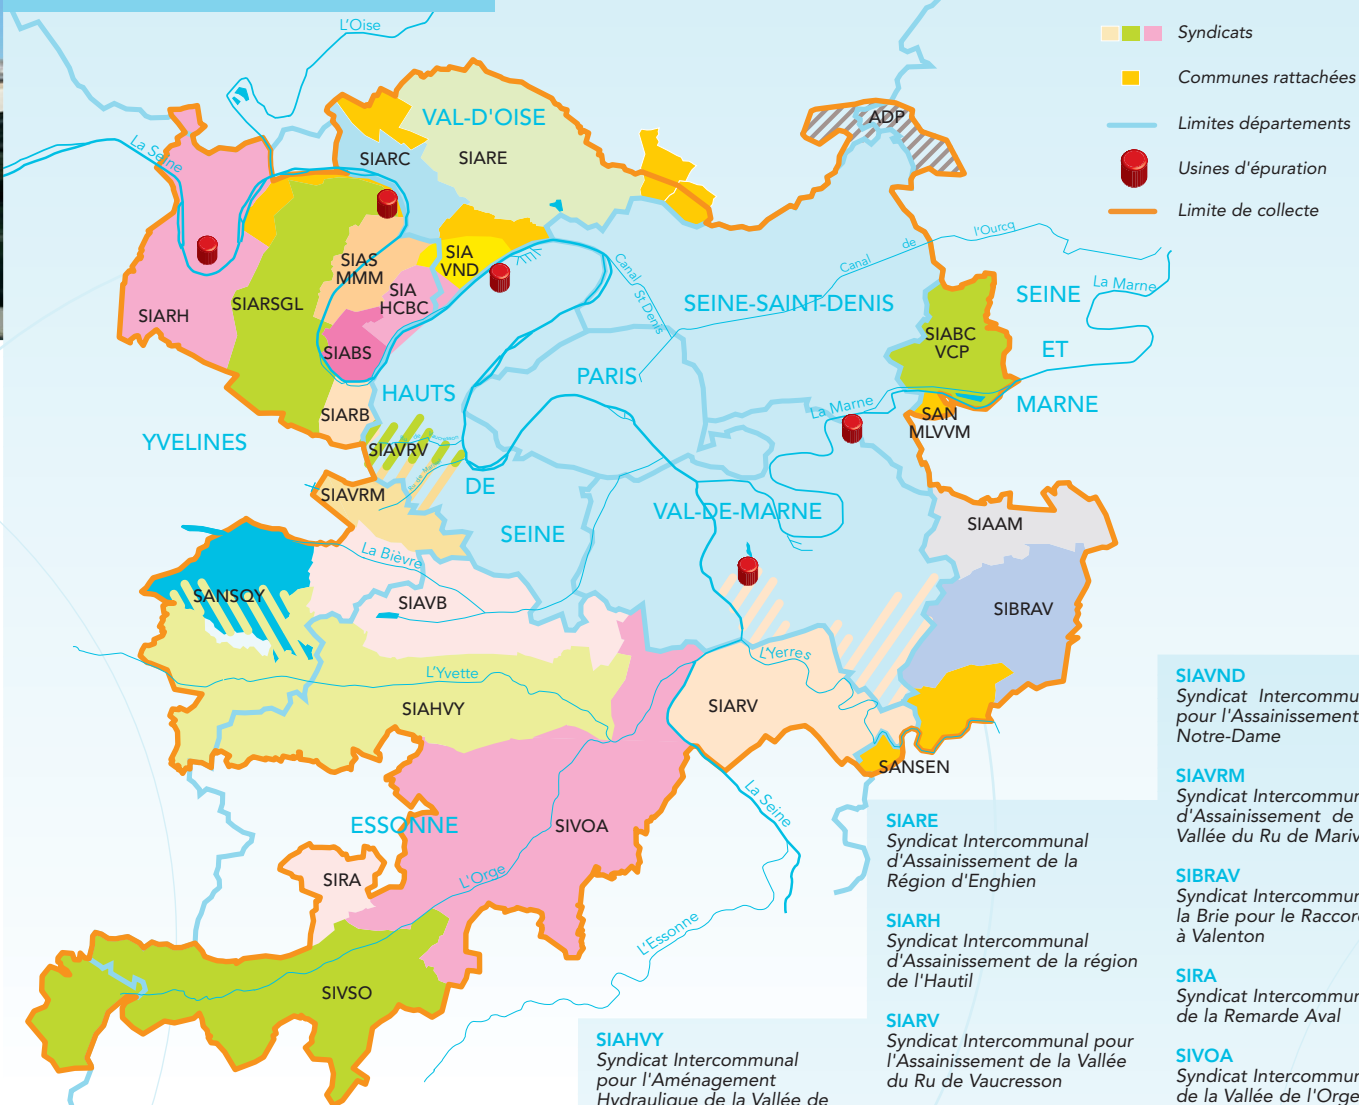 L'Oise
Syndicats
Communes rattachées
Limites départements
Usines d'épuration
Limite de collecte
VAL-D'OISE
ADP
La Seine
SIARC
SIARE
SIAS
MMM
SIA
VND
SIA
HCBC
Canal
St Denis
Canal
de
l'Ourcq
SEINE-SAINT-DENIS
SEINE
La Marne
SIARH
SIARSGL
SIABC
VCP
ET
SIABS
PARIS
HAUTS
MARNE
SIARB
La Marne
SAN
MLVVM
YVELINES
SIAVRV
SIAVRM
DE
VAL-DE-MARNE
SIAAM
SEINE
La Bièvre
SANSQY
SIAVB
SIBRAV
L'Yvette
L'Yerres
SIAHVY
SIARV
SANSEN
La Seine
ESSONNE
SIVOA
SIRA
L'Orge
L'Essonne
SIVSO
SIAHVY
Syndicat Intercommunal
pour l'Aménagement
Hydraulique de la Vallée de
SIARE
Syndicat Intercommunal
d'Assainissement de la
Région d'Enghien
SIARH
Syndicat Intercommunal
d'Assainissement de la région
de l'Hautil
SIARV
Syndicat Intercommunal pour
l'Assainissement de la Vallée
du Ru de Vaucresson
SIAVND
Syndicat Intercommu
pour l'Assainissement
Notre-Dame
SIAVRM
Syndicat Intercommu
d'Assainissement de
Vallée du Ru de Mariv
SIBRAV
Syndicat Intercommu
la Brie pour le Raccor
à Valenton
SIRA
Syndicat Intercommu
de la Remarde Aval
SIVOA
Syndicat Intercommu
de la Vallée de l'Orge